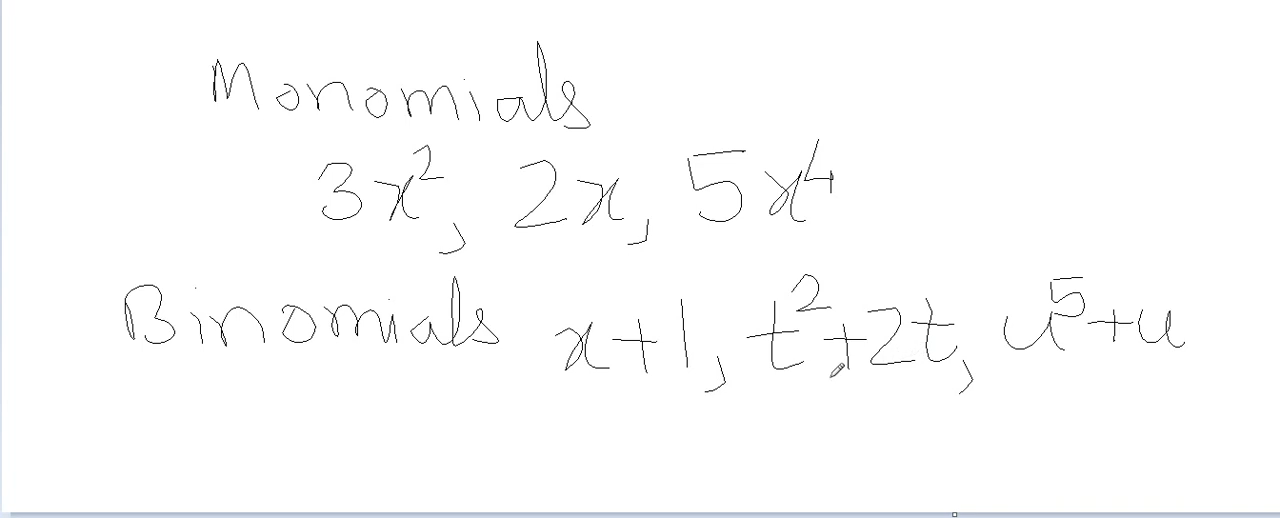 Monomials
3x², 2x, 5x⁴
Binomials x+1, t²+2t, u⁵+u